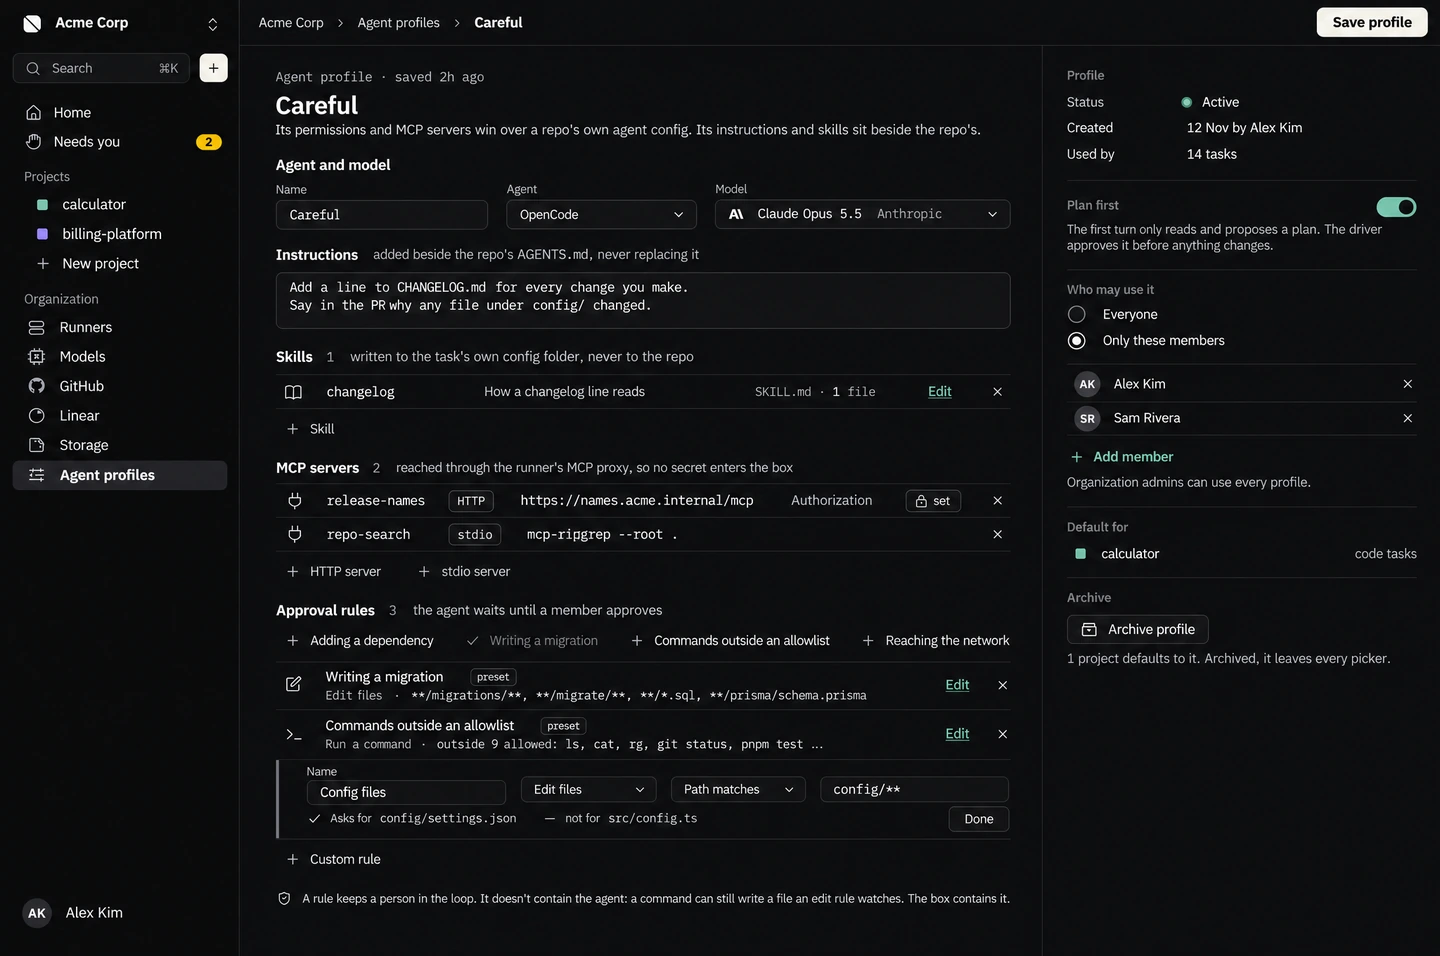 Acme Corp
Search ⌘K +
Home
Needs you 2
Projects
calculator
billing-platform
+ New project
Organization
Runners
Models
GitHub
Linear
Storage
Agent profiles
AK Alex Kim
Acme Corp > Agent profiles > Careful
Save profile
Agent profile · saved 2h ago
Careful
Its permissions and MCP servers win over a repo's own agent config. Its instructions and skills sit beside the repo's.
Agent and model
Name Agent Model
Careful OpenCode Claude Opus 5.5 Anthropic
Instructions added beside the repo's AGENTS.md, never replacing it
Add a line to CHANGELOG.md for every change you make.
Say in the PR why any file under config/ changed.
Skills 1 written to the task's own config folder, never to the repo
changelog How a changelog line reads SKILL.md · 1 file Edit ×
+ Skill
MCP servers 2 reached through the runner's MCP proxy, so no secret enters the box
release-names HTTP https://names.acme.internal/mcp Authorization set ×
repo-search stdio mcp-ripgrep --root . ×
+ HTTP server + stdio server
Approval rules 3 the agent waits until a member approves
+ Adding a dependency ✓ Writing a migration + Commands outside an allowlist + Reaching the network
Writing a migration preset
Edit files · **/migrations/**, **/migrate/**, **/*.sql, **/prisma/schema.prisma Edit ×
Commands outside an allowlist preset
Run a command · outside 9 allowed: ls, cat, rg, git status, pnpm test … Edit ×
Name
Config files Edit files Path matches config/**
✓ Asks for config/settings.json — not for src/config.ts Done
+ Custom rule
A rule keeps a person in the loop. It doesn't contain the agent: a command can still write a file an edit rule watches. The box contains it.
Profile
Status Active
Created 12 Nov by Alex Kim
Used by 14 tasks
Plan first
The first turn only reads and proposes a plan. The driver
approves it before anything changes.
Who may use it
Everyone
Only these members
AK Alex Kim ×
SR Sam Rivera ×
+ Add member
Organization admins can use every profile.
Default for
calculator code tasks
Archive
Archive profile
1 project defaults to it. Archived, it leaves every picker.